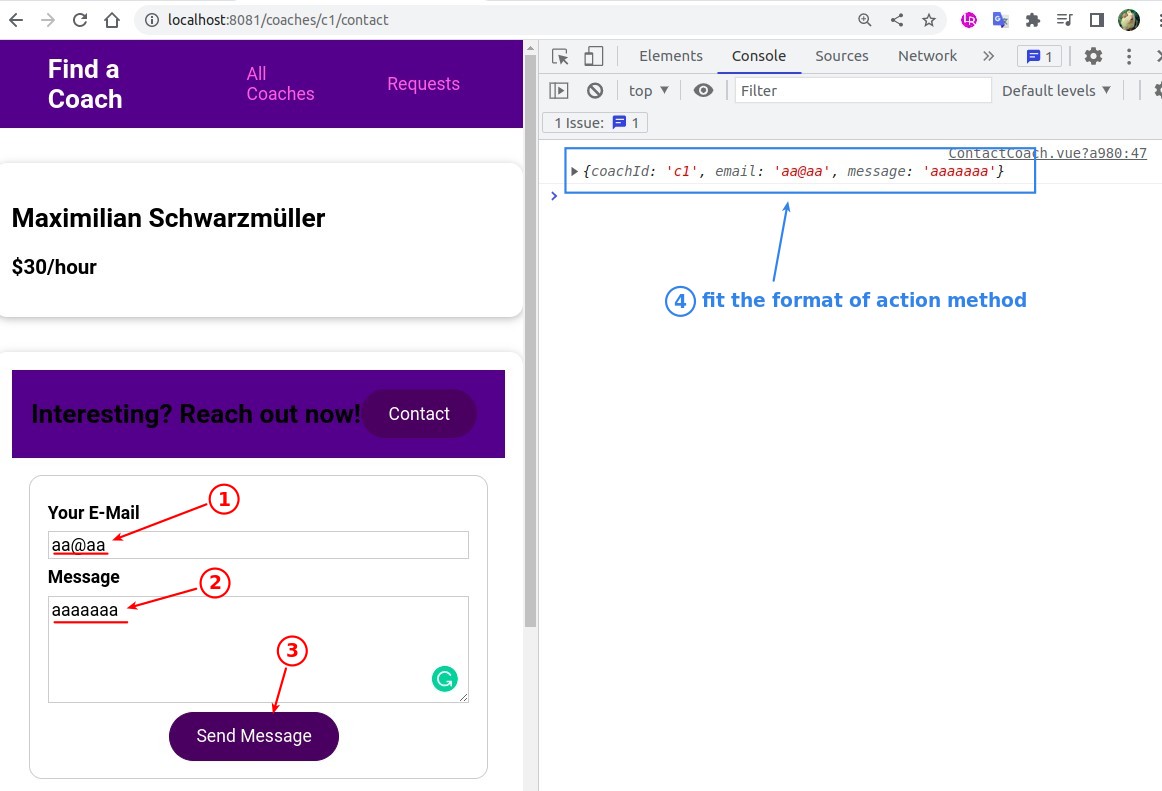 localhost:8081/coaches/c1/contact
Find a
Coach
All
Coaches
Requests
Maximilian Schwarzmüller
$30/hour
Interesting? Reach out now!
Contact
Your E-Mail
aa@aa
Message
aaaaaaa
Send Message
1
2
3
Elements
Console
Sources
Network
»
1
top
Filter
Default levels
1 Issue:
1
ContactCoach.vue?a980:47
{coachId: 'c1', email: 'aa@aa', message: 'aaaaaaa'}
4 fit the format of action method